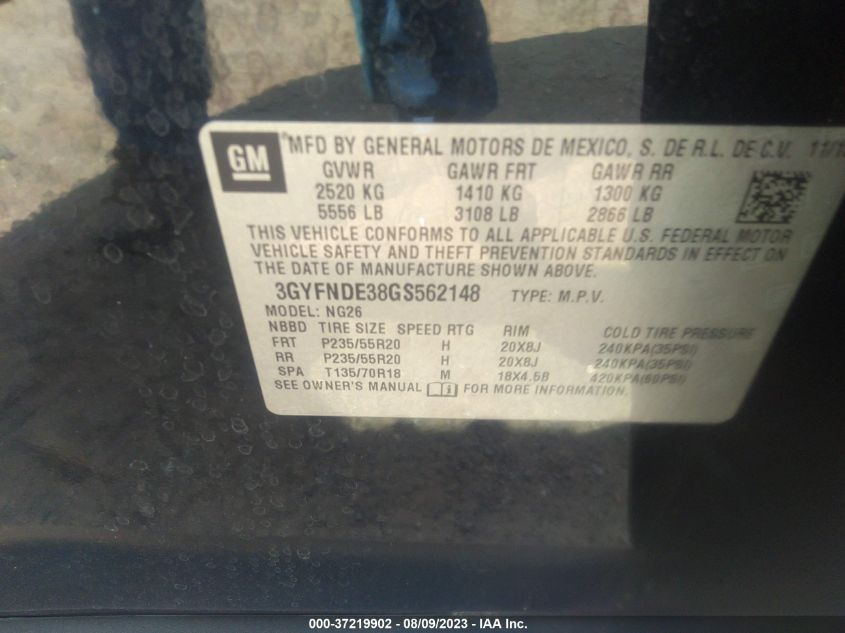 GM
MFD BY GENERAL MOTORS DE MEXICO, S. DE R.L. DE C.V.
GVWR GAWR FRT GAWR RR
2520 KG 1410 KG 1300 KG
5556 LB 3108 LB 2866 LB
THIS VEHICLE CONFORMS TO ALL APPLICABLE U.S. FEDERAL MOTOR
VEHICLE SAFETY AND THEFT PREVENTION STANDARDS IN EFFECT ON
THE DATE OF MANUFACTURE SHOWN ABOVE.
3GYFNDE38GS562148 TYPE: M.P.V.
MODEL: NG26
NBBD TIRE SIZE SPEED RTG RIM COLD TIRE PRESSURE
FRT P235/55R20 H 20X8J 240KPA(35PSI)
RR P235/55R20 H 20X8J 240KPA(35PSI)
SPA T135/70R18 M 18X4.5B 420KPA(60PSI)
SEE OWNER'S MANUAL FOR MORE INFORMATION.
000-37219902 - 08/09/2023 - IAA Inc.